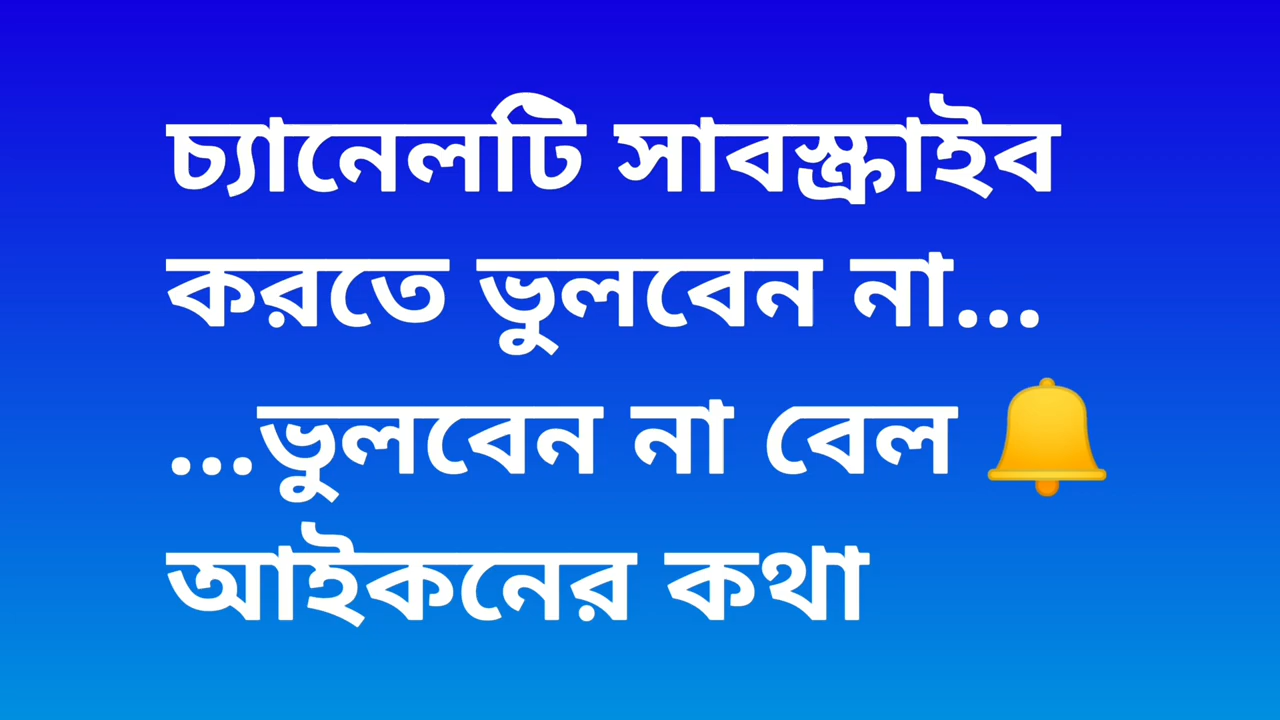 চ্যানেলটি সাবস্ক্রাইব
করতে ভুলবেন না...
...ভুলবেন না বেল 🔔
আইকনের কথা